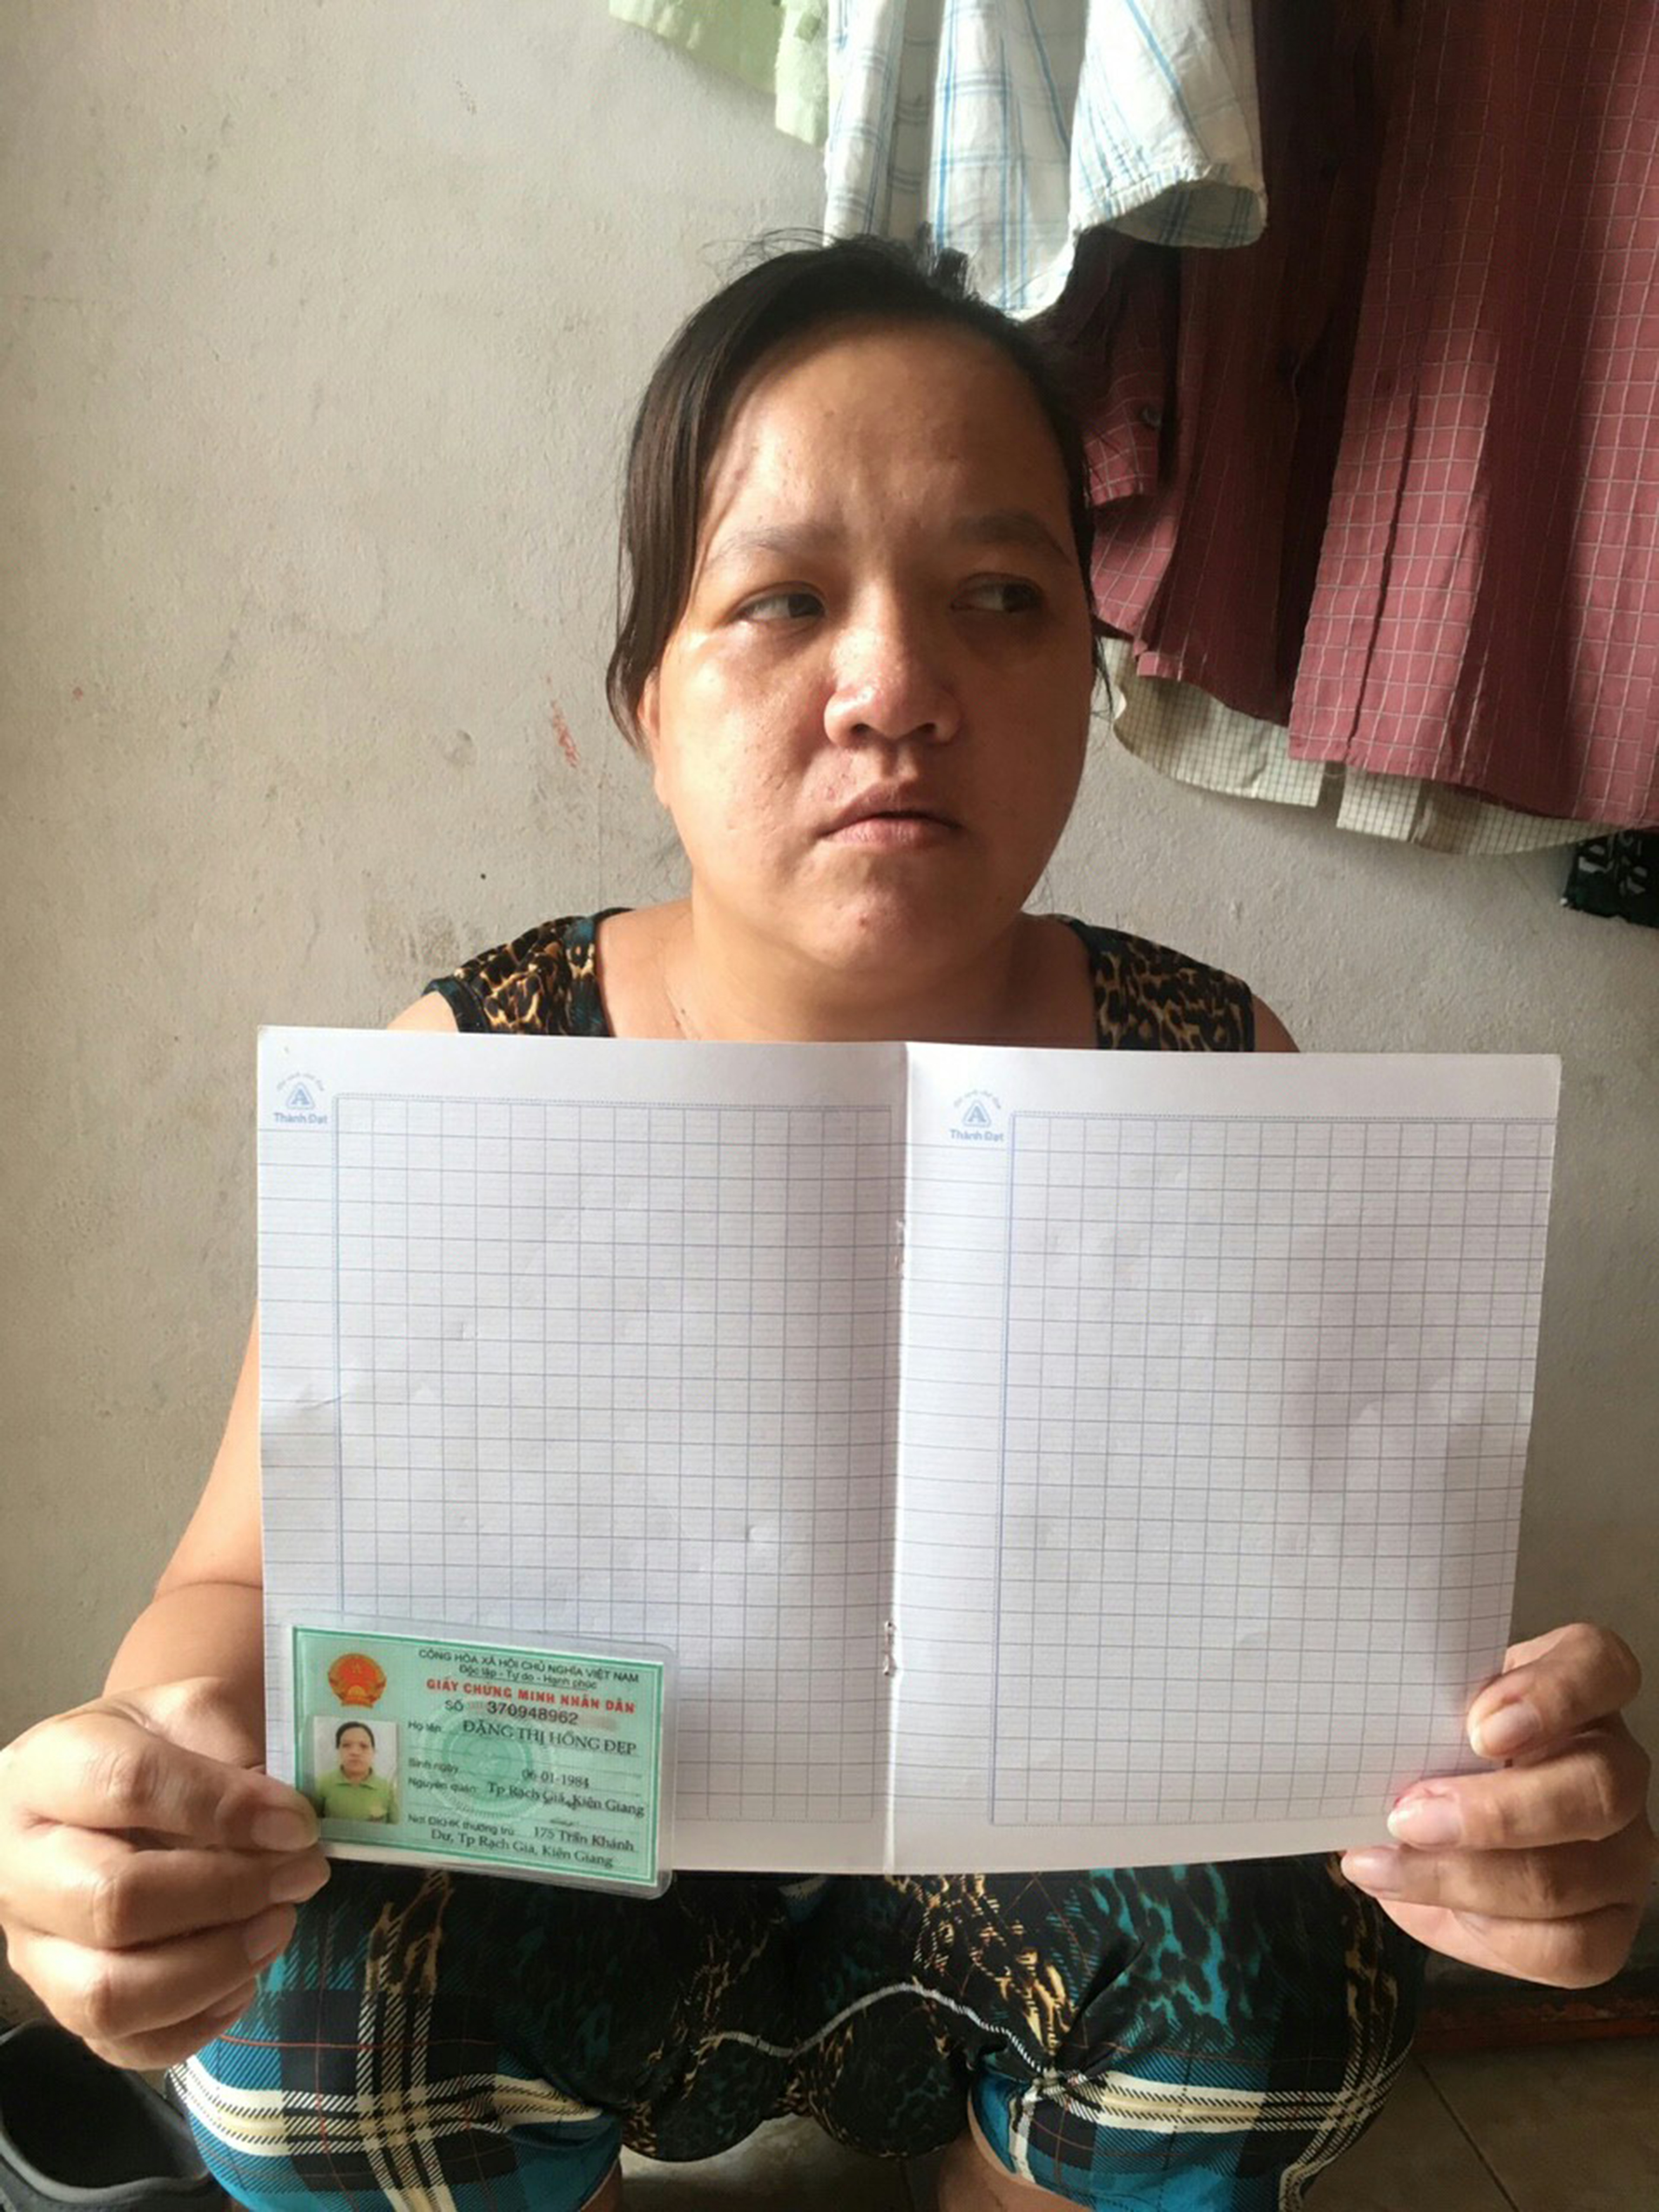 Thành Đạt
Thành Đạt
CỘNG HÒA XÃ HỘI CHỦ NGHĨA VIỆT NAM
Độc lập - Tự do - Hạnh phúc
GIẤY CHỨNG MINH NHÂN DÂN
SỐ 370948962
Họ tên: ĐẶNG THỊ HỒNG ĐẸP
Sinh ngày 06-01-1984
Nguyên quán: Tp Rạch Giá, Kiên Giang
Nơi ĐKHK thường trú: 175 Trần Khánh
Dư, Tp Rạch Giá, Kiên Giang